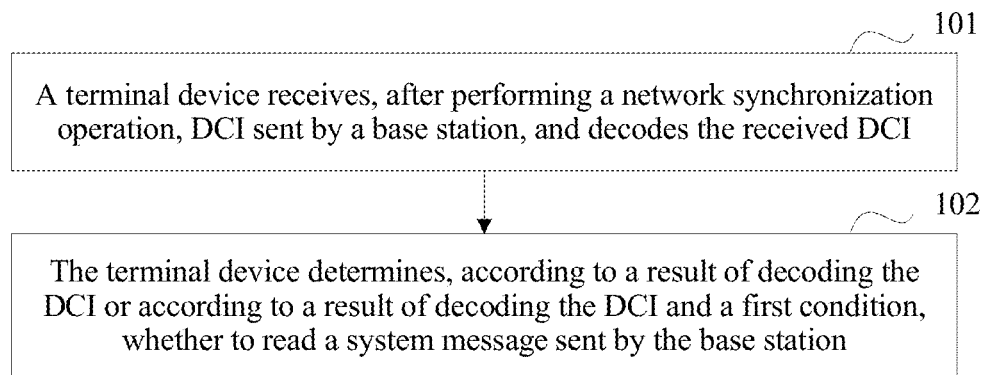 101
A terminal device receives, after performing a network synchronization
operation, DCI sent by a base station, and decodes the received DCI
102
The terminal device determines, according to a result of decoding the
DCI or according to a result of decoding the DCI and a first condition,
whether to read a system message sent by the base station